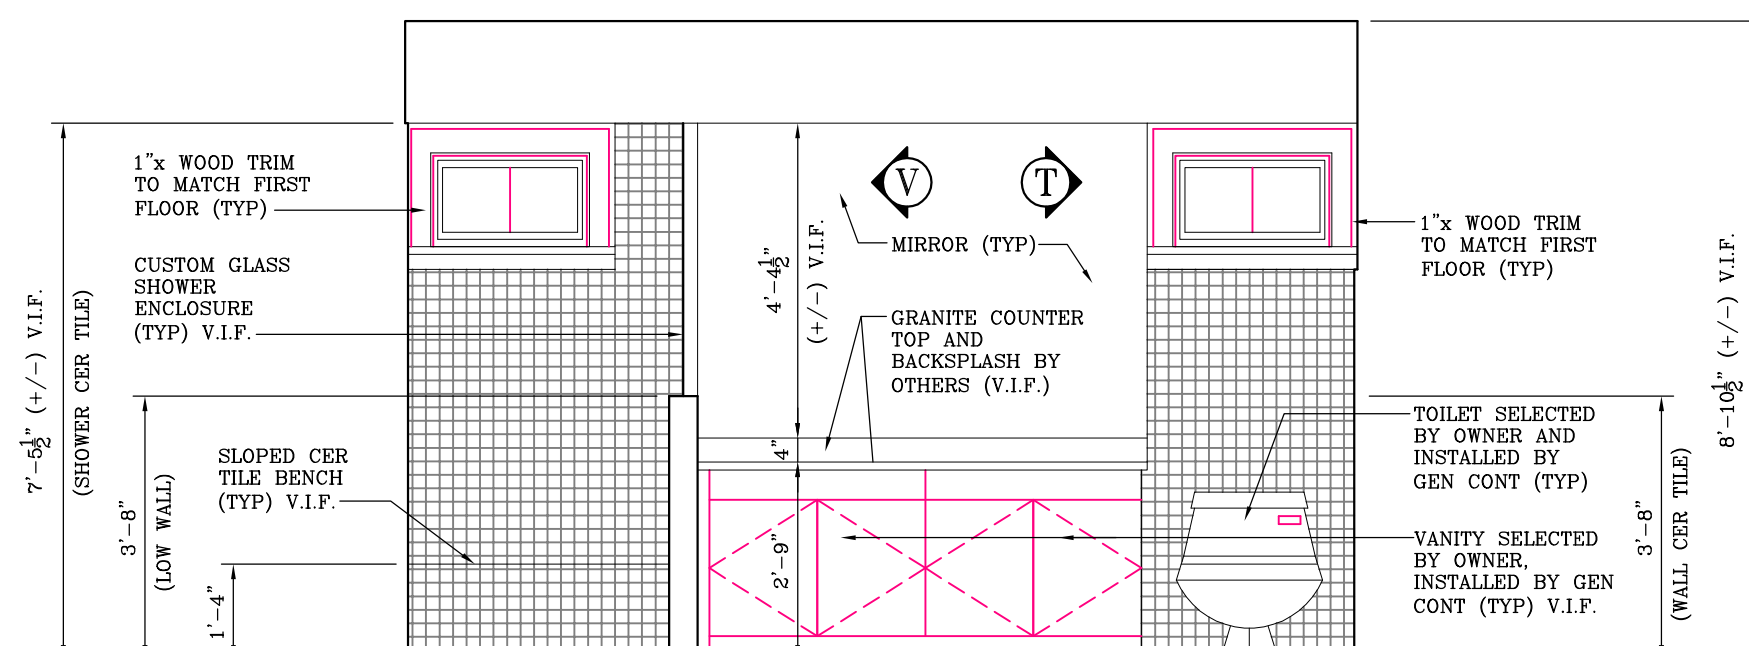 1"x WOOD TRIM
TO MATCH FIRST
FLOOR (TYP)
CUSTOM GLASS
SHOWER
ENCLOSURE
(TYP) V.I.F.
SLOPED CER
TILE BENCH
(TYP) V.I.F.
7'-5½" (+/-) V.I.F.
(SHOWER CER TILE)
3'-8"
(LOW WALL)
1'-4"
V
T
MIRROR (TYP)
4'-4½"
(+/-) V.I.F.
GRANITE COUNTER
TOP AND
BACKSPLASH BY
OTHERS (V.I.F.)
4"
2'-9"
1"x WOOD TRIM
TO MATCH FIRST
FLOOR (TYP)
TOILET SELECTED
BY OWNER AND
INSTALLED BY
GEN CONT (TYP)
VANITY SELECTED
BY OWNER,
INSTALLED BY GEN
CONT (TYP) V.I.F.
3'-8"
(WALL CER TILE)
8'-10½" (+/-) V.I.F.